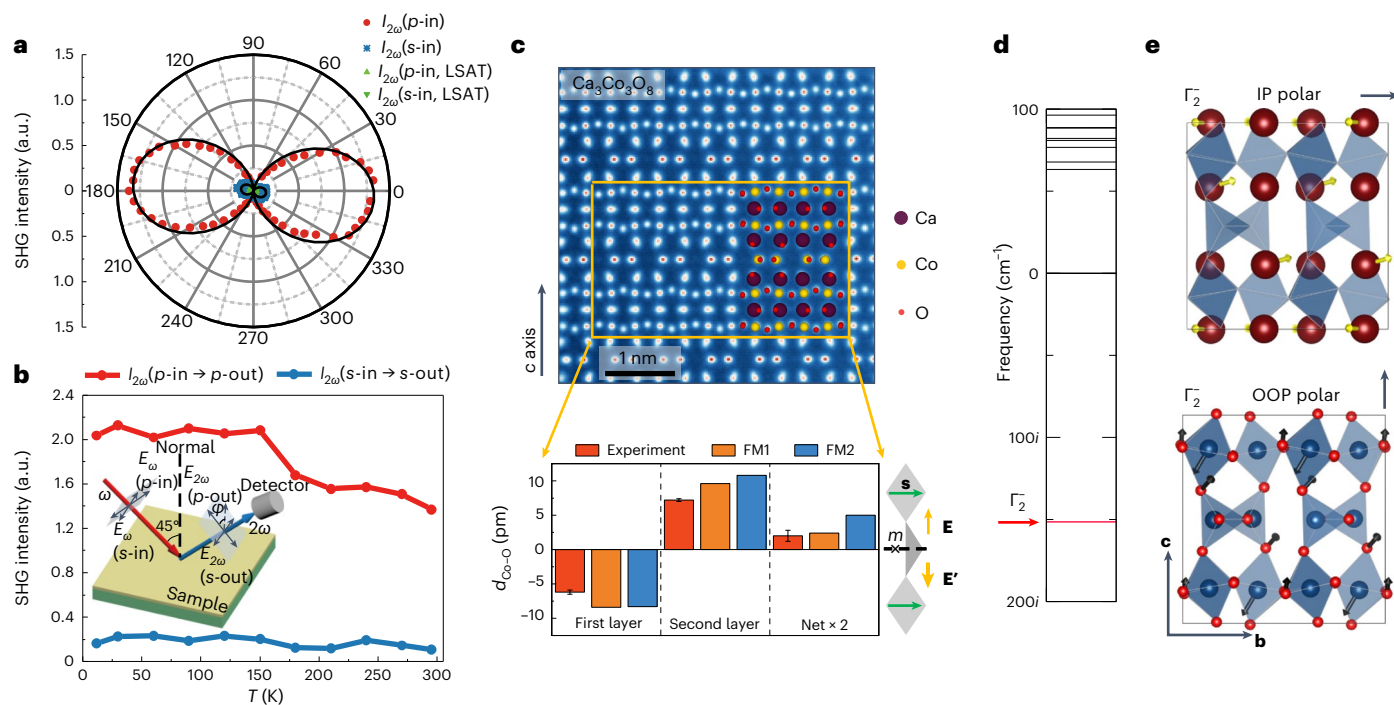 a
I2ω(p-in)
I2ω(s-in)
I2ω(p-in, LSAT)
I2ω(s-in, LSAT)
SHG intensity (a.u.)
1.5
1.0
0.5
0
0.5
1.0
1.5
90
120
60
150
30
180
0
210
330
240
300
270
b
I2ω(p-in → p-out)
I2ω(s-in → s-out)
SHG intensity (a.u.)
2.4
2.0
1.6
1.2
0.8
0.4
0
0
50
100
150
200
250
300
T (K)
Normal
Eω
(p-in)
E2ω
(p-out)
Detector
ω
φ
2ω
45°
Eω
(s-in)
E2ω
(s-out)
Sample
c
Ca3Co3O8
c axis
1 nm
Ca
Co
O
Experiment
FM1
FM2
dCo–O (pm)
10
5
0
−5
−10
First layer
Second layer
Net × 2
s
E
m
E′
d
Frequency (cm−1)
100
0
100i
200i
Γ2−
e
Γ2−
IP polar
Γ2−
OOP polar
c
b